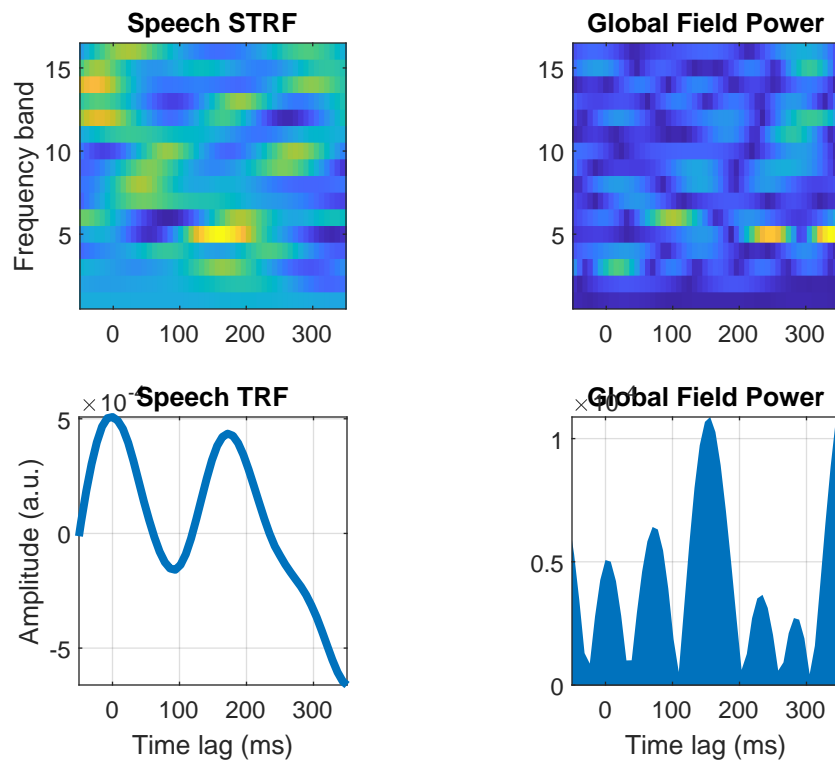 Speech STRF
Frequency band
15
10
5
0 100 200 300
Global Field Power
15
10
5
0 100 200 300
Speech TRF
× 10⁻⁴
Amplitude (a.u.)
5
0
-5
0 100 200 300
Time lag (ms)
Global Field Power
1
0.5
0
0 100 200 300
Time lag (ms)